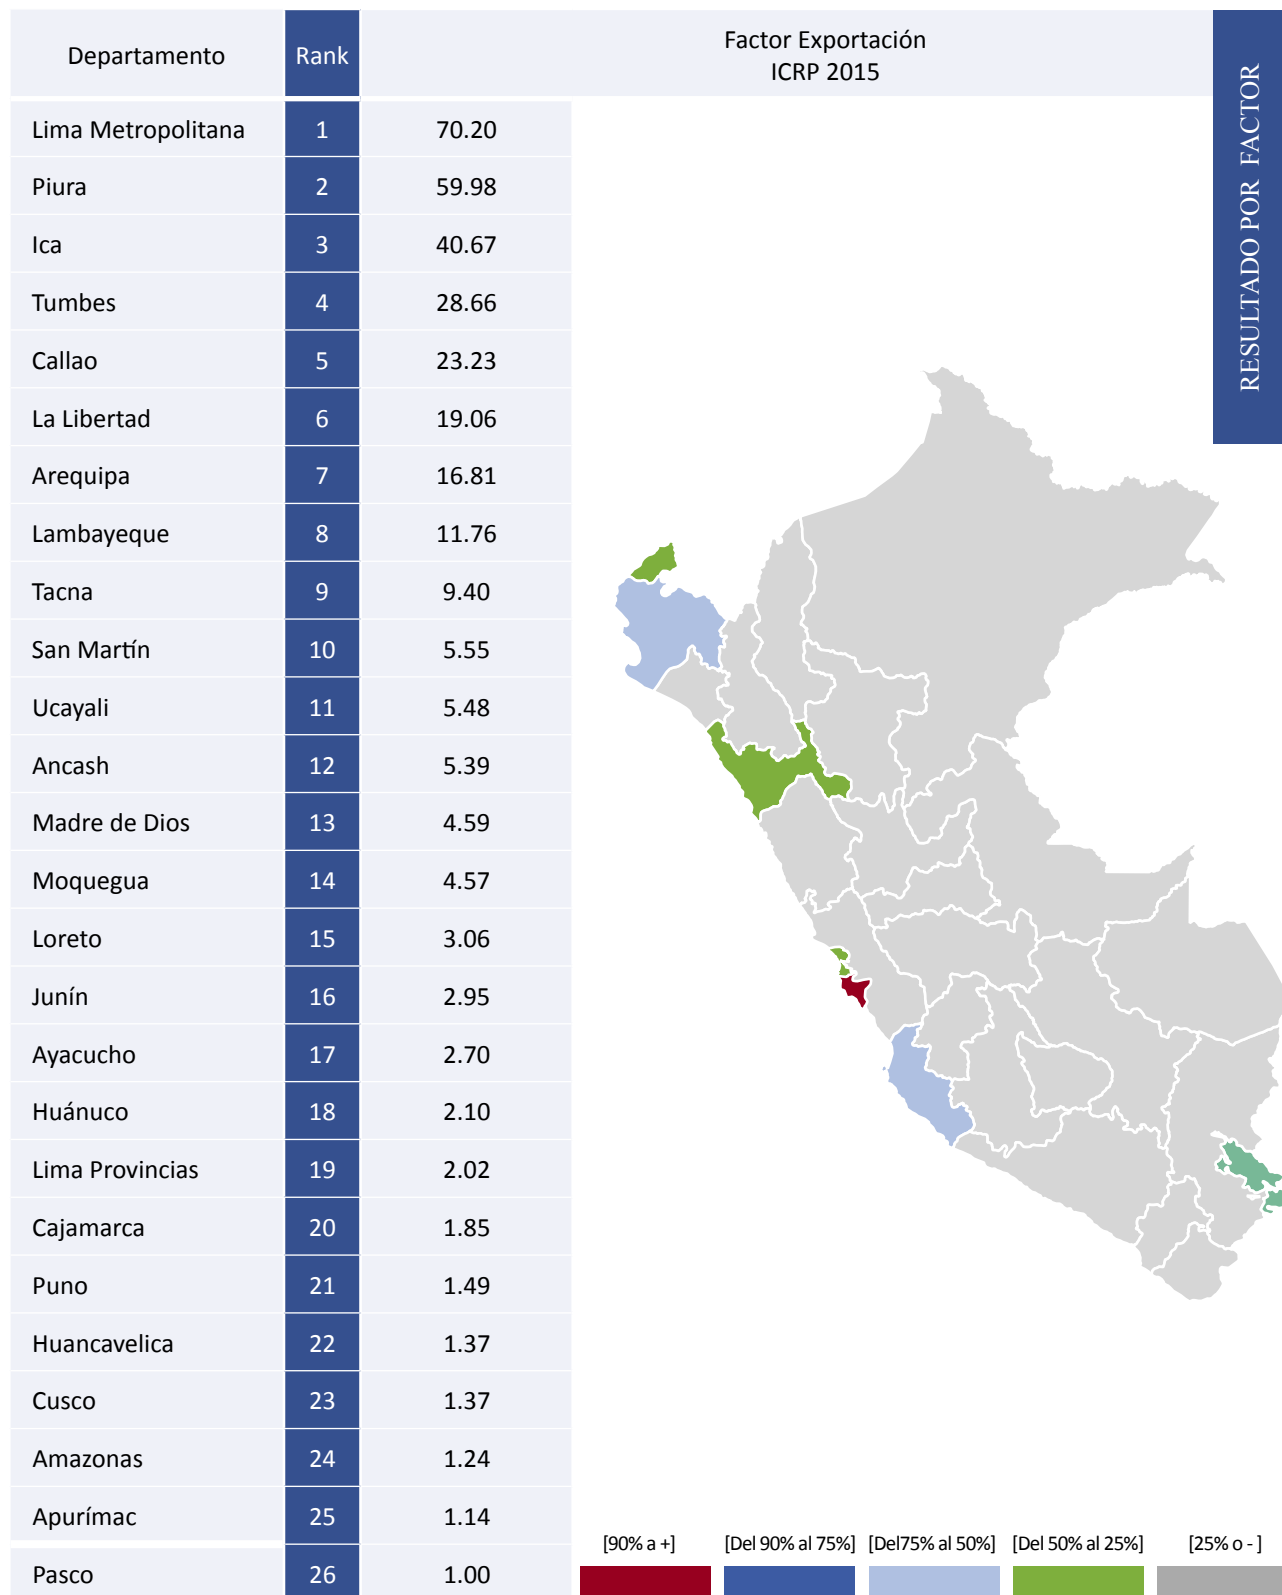 Departamento Rank Factor Exportación
ICRP 2015
RESULTADO POR FACTOR
Lima Metropolitana 1 70.20
Piura 2 59.98
Ica 3 40.67
Tumbes 4 28.66
Callao 5 23.23
La Libertad 6 19.06
Arequipa 7 16.81
Lambayeque 8 11.76
Tacna 9 9.40
San Martín 10 5.55
Ucayali 11 5.48
Ancash 12 5.39
Madre de Dios 13 4.59
Moquegua 14 4.57
Loreto 15 3.06
Junín 16 2.95
Ayacucho 17 2.70
Huánuco 18 2.10
Lima Provincias 19 2.02
Cajamarca 20 1.85
Puno 21 1.49
Huancavelica 22 1.37
Cusco 23 1.37
Amazonas 24 1.24
Apurímac 25 1.14
Pasco 26 1.00
[90% a +] [Del 90% al 75%] [Del75% al 50%] [Del 50% al 25%] [25% o - ]